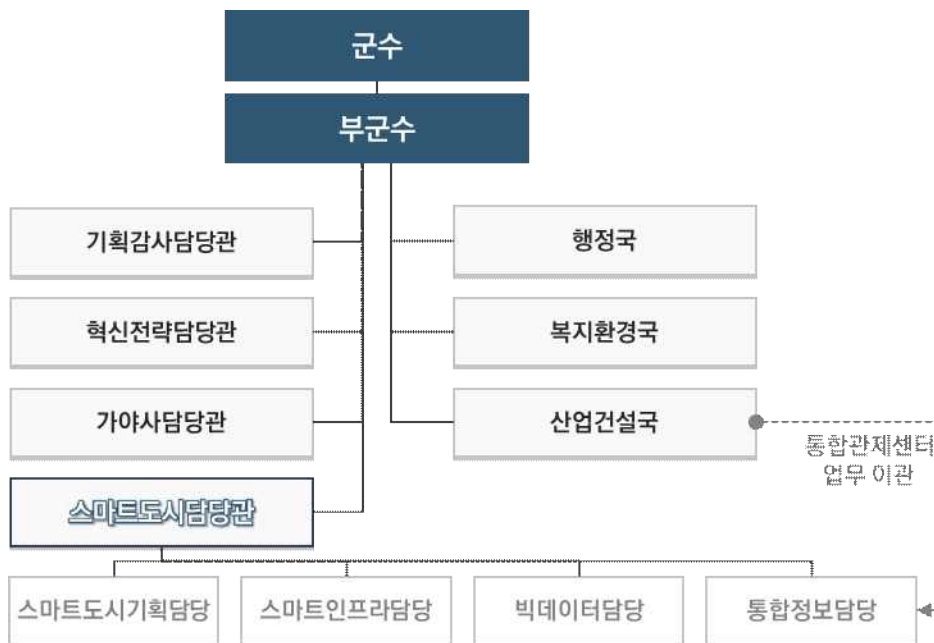 군수
부군수
기획감사담당관
행정국
혁신전략담당관
복지환경국
가야사담당관
산업건설국
통합관제센터
업무 이관
스마트도시담당관
스마트도시기획담당
스마트인프라담당
빅데이터담당
통합정보담당